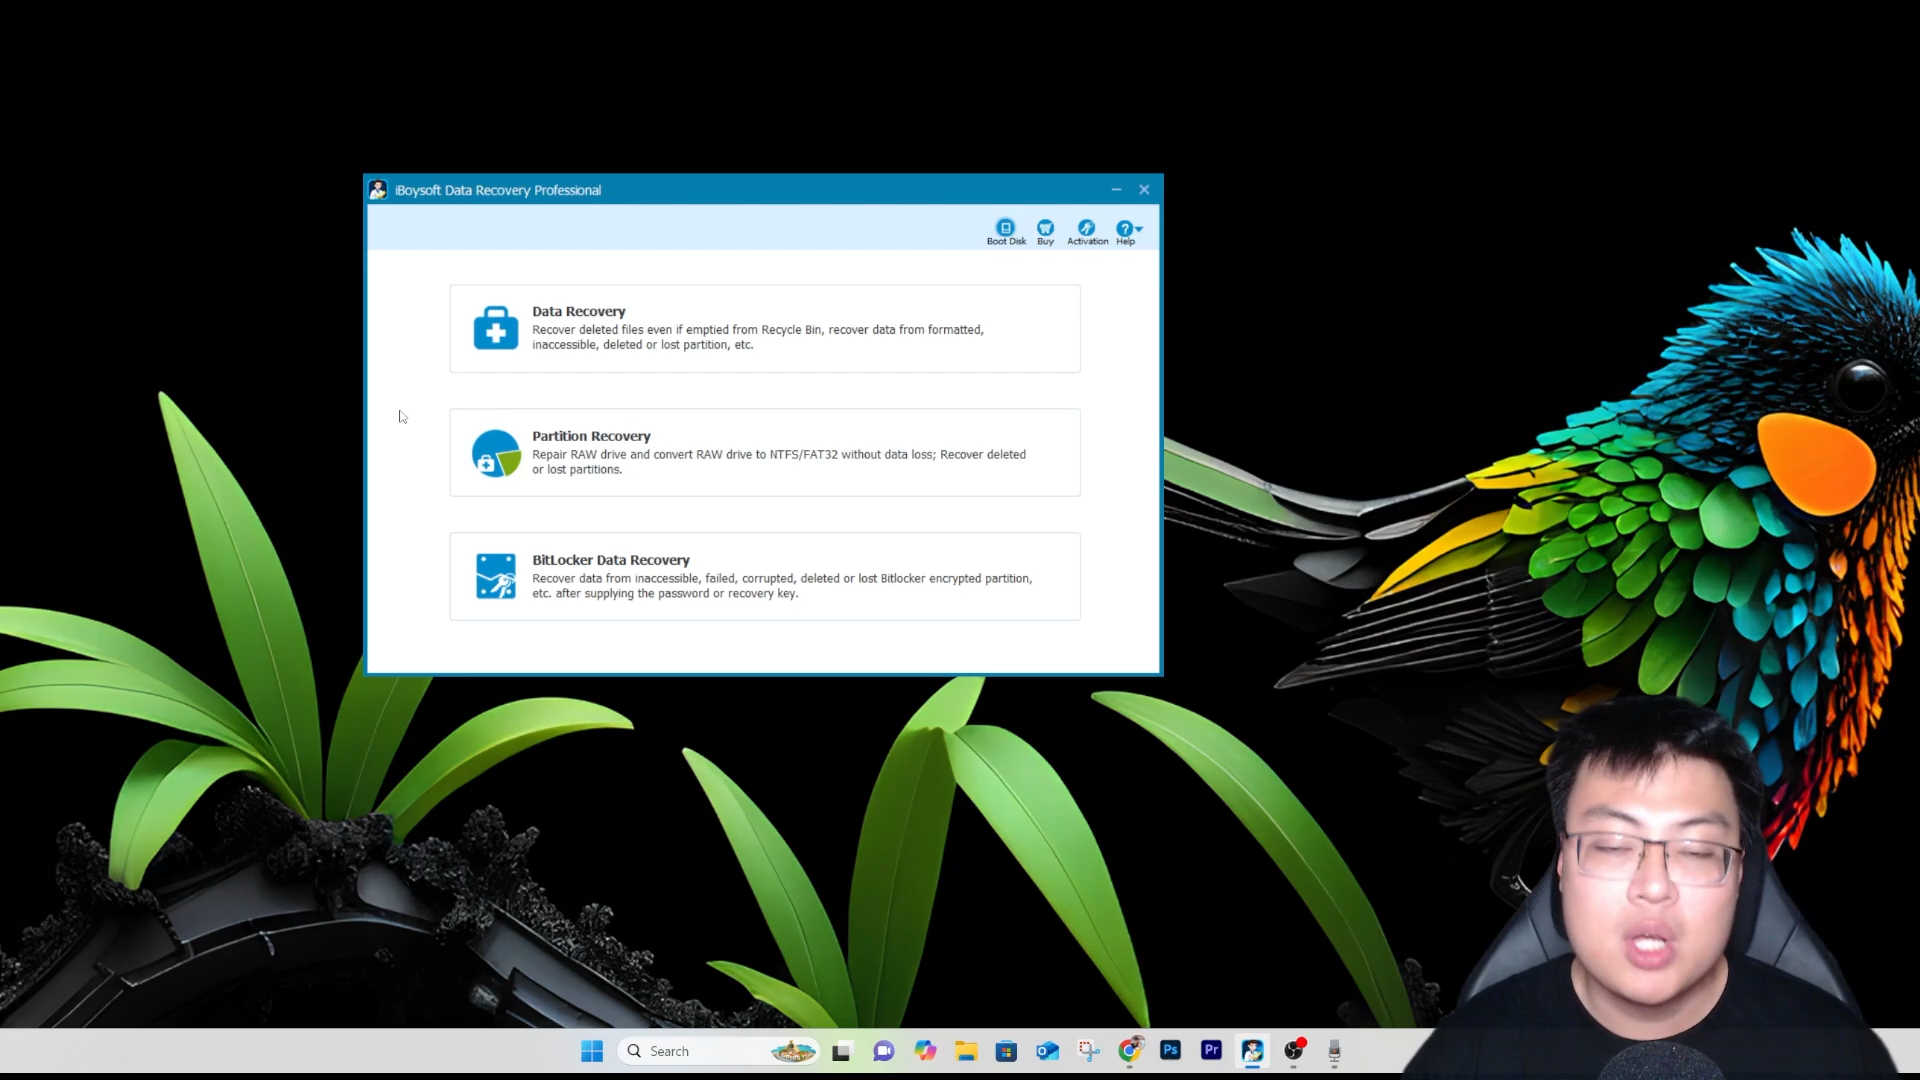 iBoysoft Data Recovery Professional
Boot Disk
Buy
Activation
Help
Data Recovery
Recover deleted files even if emptied from Recycle Bin, recover data from formatted,
inaccessible, deleted or lost partition, etc.
Partition Recovery
Repair RAW drive and convert RAW drive to NTFS/FAT32 without data loss; Recover deleted
or lost partitions.
BitLocker Data Recovery
Recover data from inaccessible, failed, corrupted, deleted or lost Bitlocker encrypted partition,
etc. after supplying the password or recovery key.
Search
Ps
Pr